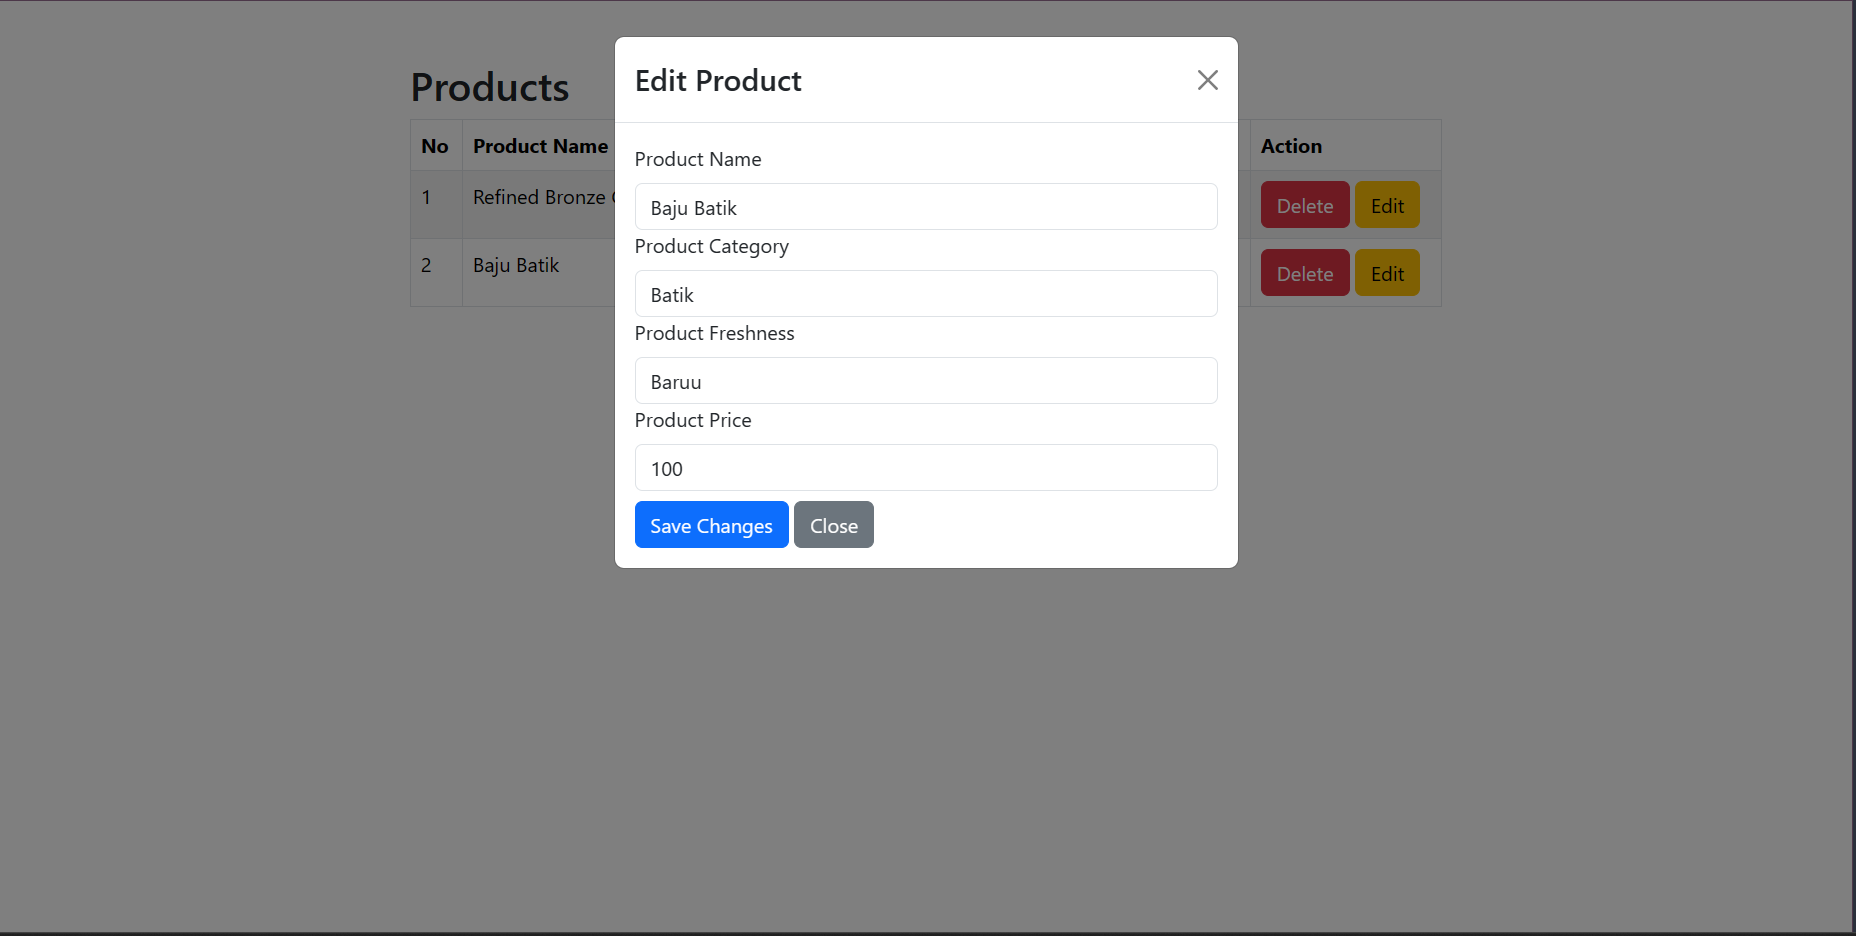 Products
No Product Name Action
1 Refined Bronze Delete Edit
2 Baju Batik Delete Edit
Edit Product
Product Name
Baju Batik
Product Category
Batik
Product Freshness
Baruu
Product Price
100
Save Changes Close